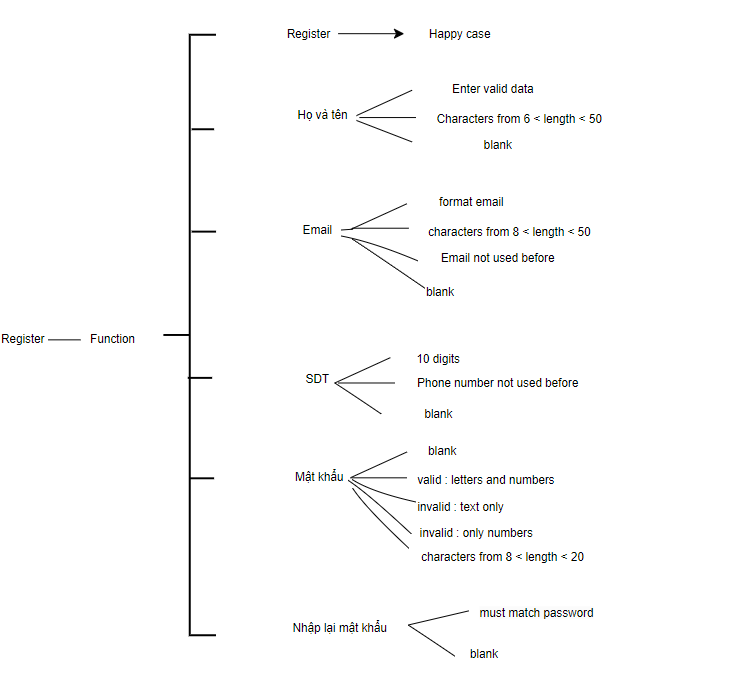 Register
Function
Register
Happy case
Họ và tên
Enter valid data
Characters from 6 < length < 50
blank
Email
format email
characters from 8 < length < 50
Email not used before
blank
SDT
10 digits
Phone number not used before
blank
Mật khẩu
blank
valid : letters and numbers
invalid : text only
invalid : only numbers
characters from 8 < length < 20
Nhập lại mật khẩu
must match password
blank